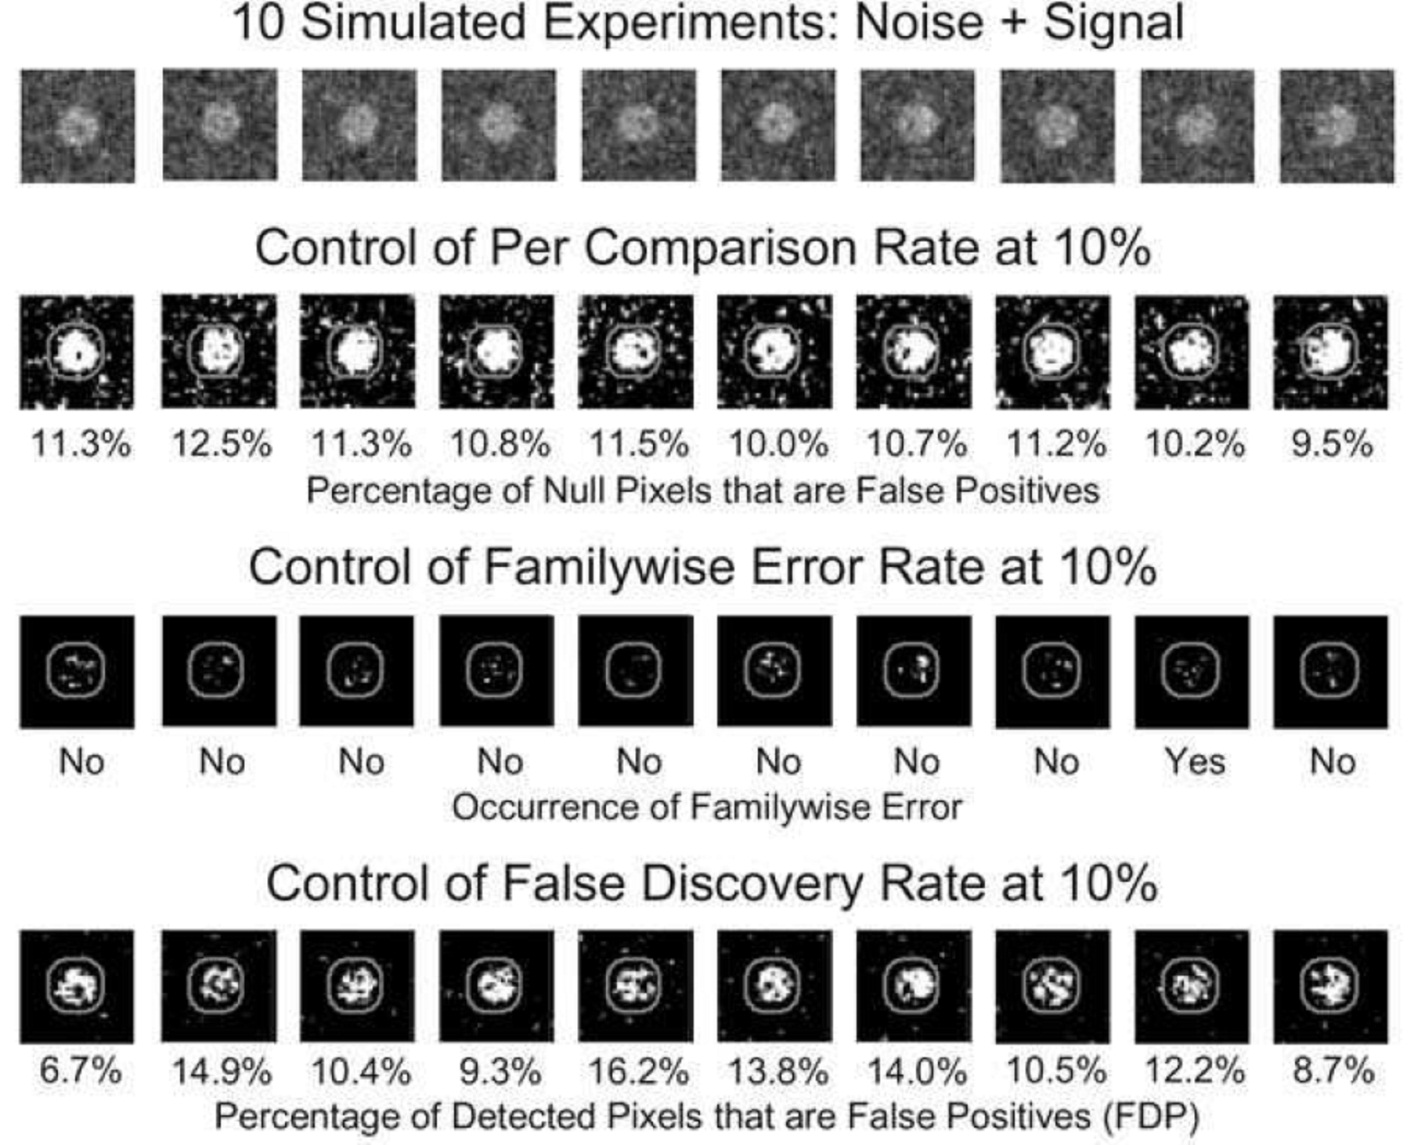 10 Simulated Experiments: Noise + Signal
Control of Per Comparison Rate at 10%
11.3% 12.5% 11.3% 10.8% 11.5% 10.0% 10.7% 11.2% 10.2% 9.5%
Percentage of Null Pixels that are False Positives
Control of Familywise Error Rate at 10%
No No No No No No No No Yes No
Occurrence of Familywise Error
Control of False Discovery Rate at 10%
6.7% 14.9% 10.4% 9.3% 16.2% 13.8% 14.0% 10.5% 12.2% 8.7%
Percentage of Detected Pixels that are False Positives (FDP)